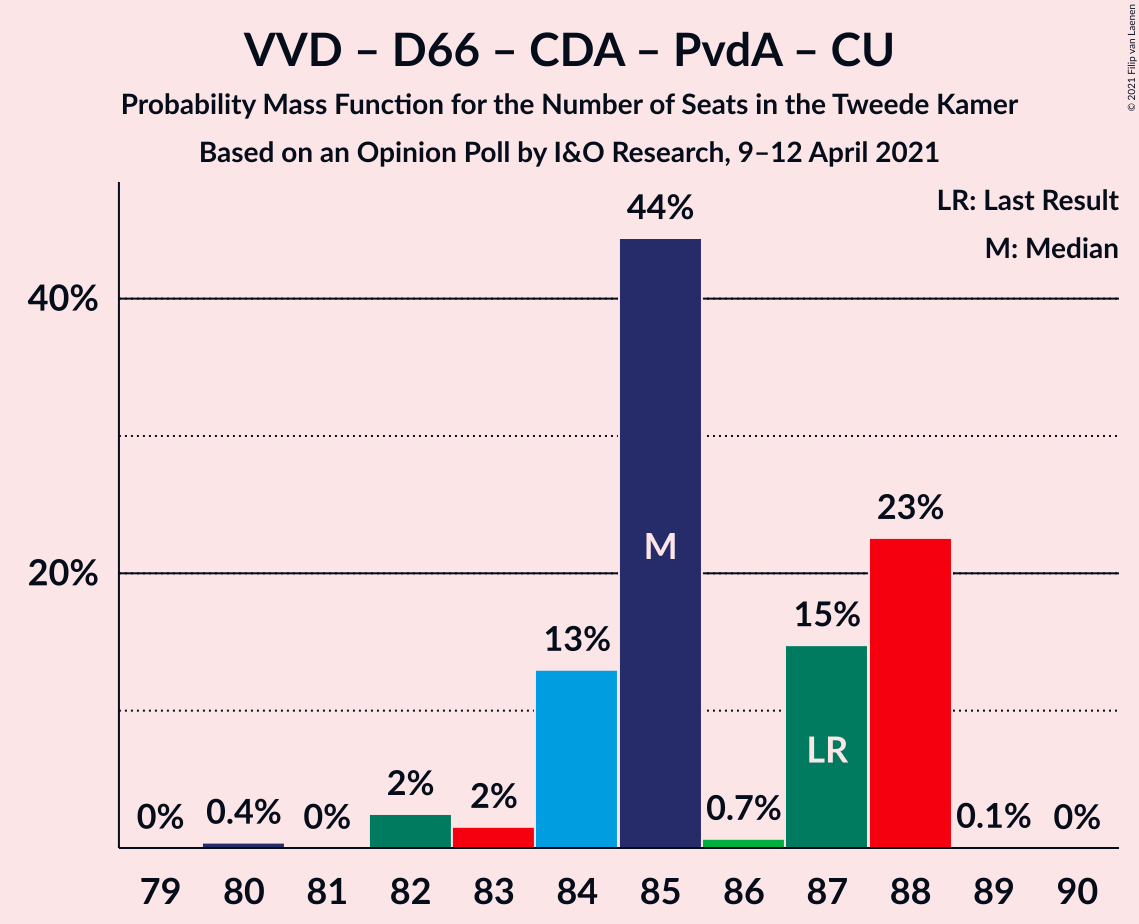 VVD – D66 – CDA – PvdA – CU
Probability Mass Function for the Number of Seats in the Tweede Kamer
Based on an Opinion Poll by I&O Research, 9–12 April 2021
© 2021 Filip van Laenen
LR: Last Result
M: Median
40%
20%
0%
0.4%
0%
2%
2%
13%
44%
0.7%
15%
23%
0.1%
0%
M
LR
79 80 81 82 83 84 85 86 87 88 89 90